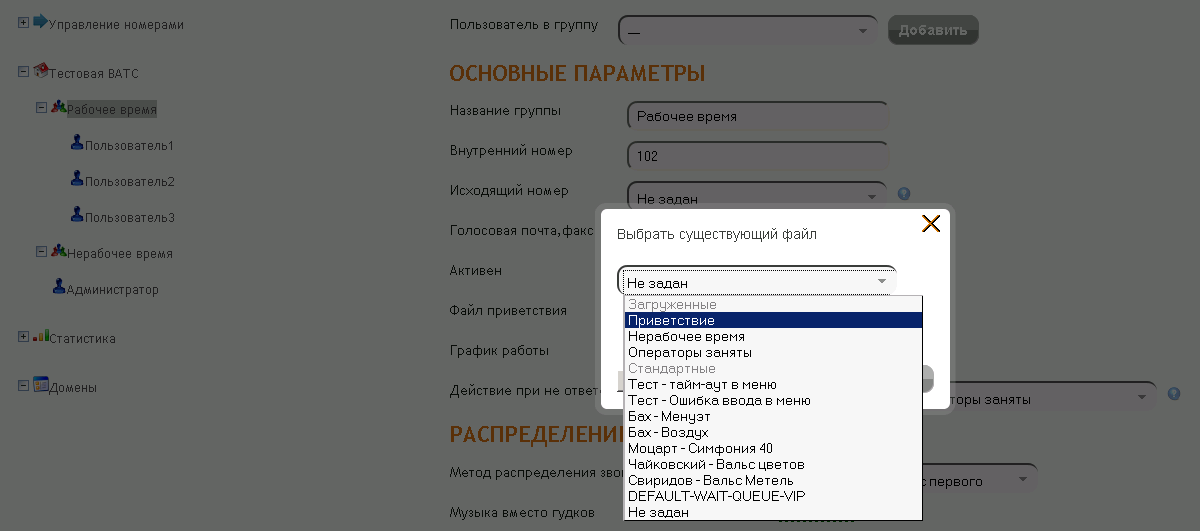 Управление номерами
Тестовая ВАТС
Рабочее время
Пользователь1
Пользователь2
Пользователь3
Нерабочее время
Администратор
Статистика
Домены
Пользователь в группу
—
Добавить
ОСНОВНЫЕ ПАРАМЕТРЫ
Название группы
Рабочее время
Внутренний номер
102
Исходящий номер
Не задан
Голосовая почта,факс
Активен
Файл приветствия
График работы
Действие при не ответ
оры заняты
РАСПРЕДЕЛЕНИ
Метод распределения зво
с первого
Музыка вместо гудков
Выбрать существующий файл
Не задан
Загруженные
Приветствие
Нерабочее время
Операторы заняты
Стандартные
Тест - тайм-аут в меню
Тест - Ошибка ввода в меню
Бах - Менуэт
Бах - Воздух
Моцарт - Симфония 40
Чайковский - Вальс цветов
Свиридов - Вальс Метель
DEFAULT-WAIT-QUEUE-VIP
Не задан